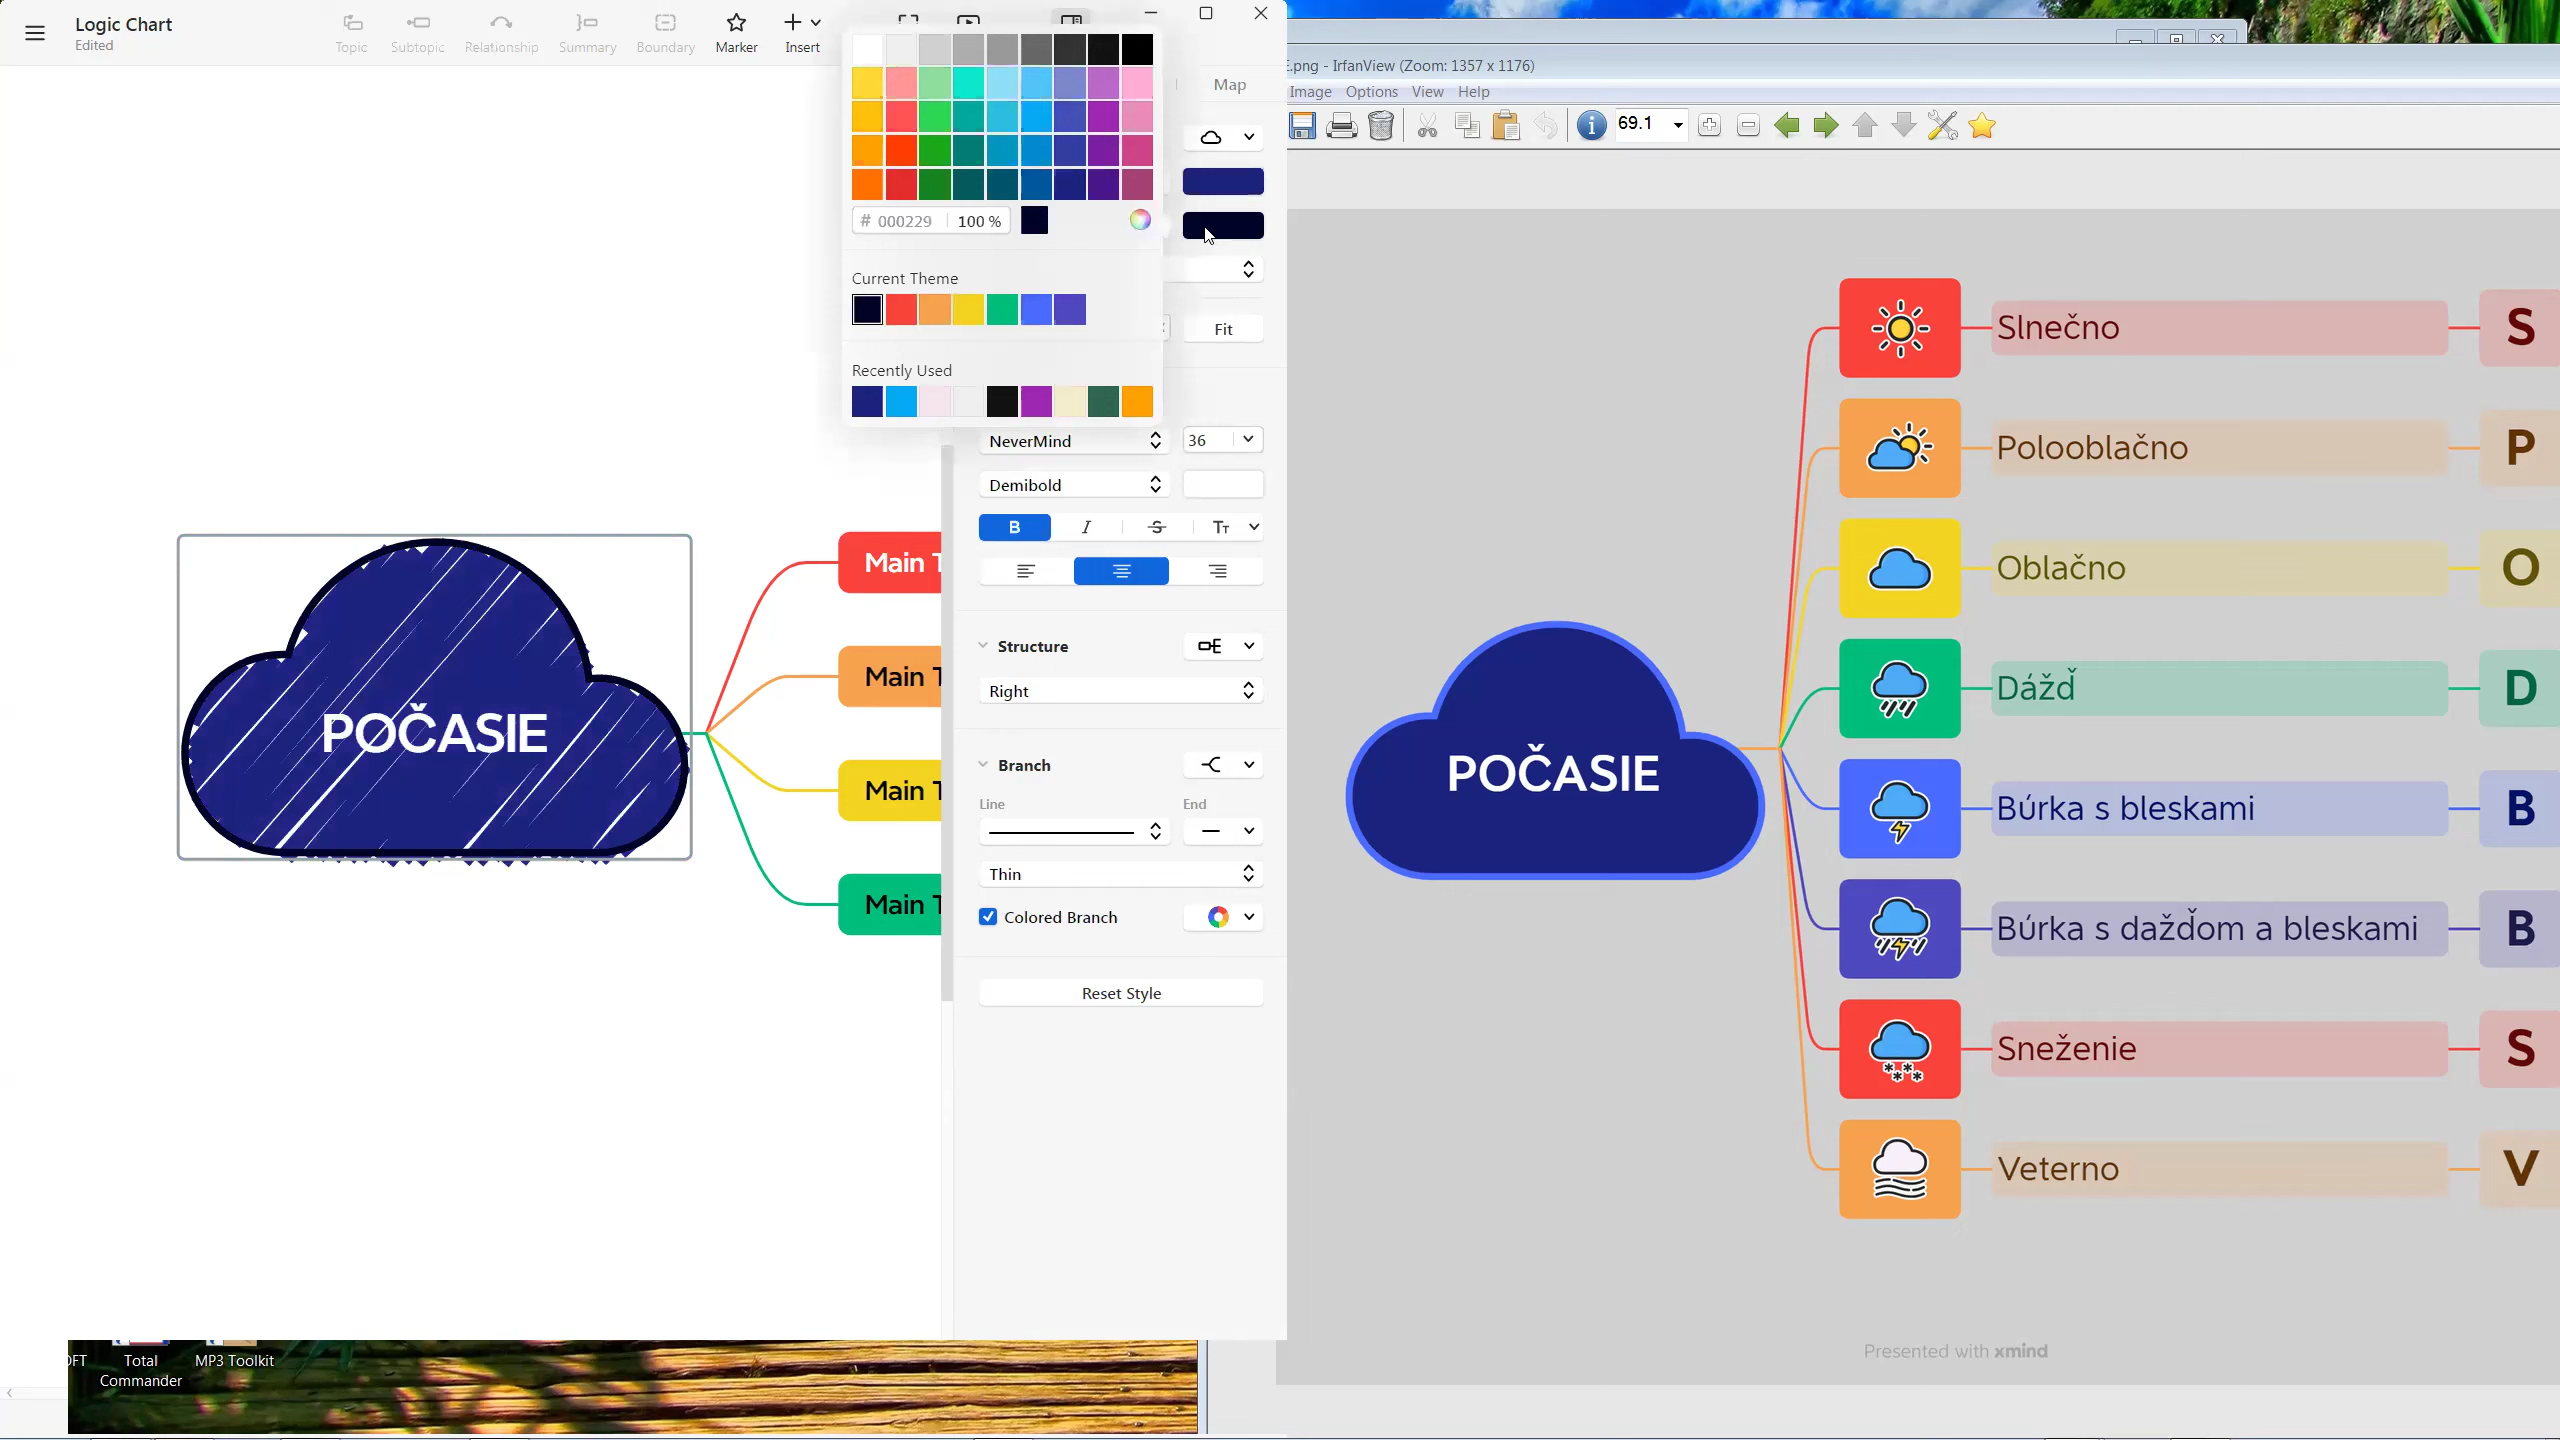 Logic Chart
Edited
Topic
Subtopic
Relationship
Summary
Boundary
Marker
Insert
# 000229 100 %
Current Theme
Recently Used
Map
Fit
NeverMind
36
Demibold
B
I
S
TT
Structure
Right
Branch
Line
End
Thin
Colored Branch
Reset Style
POČASIE
Main T
Main T
Main T
Main T
Total
Commander
MP3 Toolkit
.png - IrfanView (Zoom: 1357 x 1176)
Image Options View Help
69.1
POČASIE
Slnečno S
Polooblačno P
Oblačno O
Dážď D
Búrka s bleskami B
Búrka s dažďom a bleskami B
Sneženie S
Veterno V
Presented with xmind